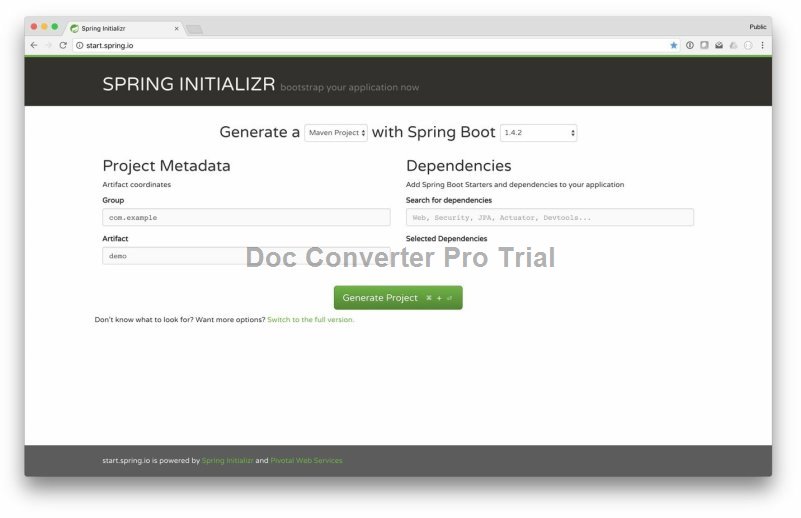 Spring Initializr
Public
start.spring.io
SPRING INITIALIZR bootstrap your application now
Generate a Maven Project with Spring Boot 1.4.2
Project Metadata
Artifact coordinates
Group
com.example
Artifact
demo
Dependencies
Add Spring Boot Starters and dependencies to your application
Search for dependencies
Web, Security, JPA, Actuator, Devtools...
Selected Dependencies
Doc Converter Pro Trial
Generate Project ⌘ + ⏎
Don't know what to look for? Want more options? Switch to the full version.
start.spring.io is powered by Spring Initializr and Pivotal Web Services